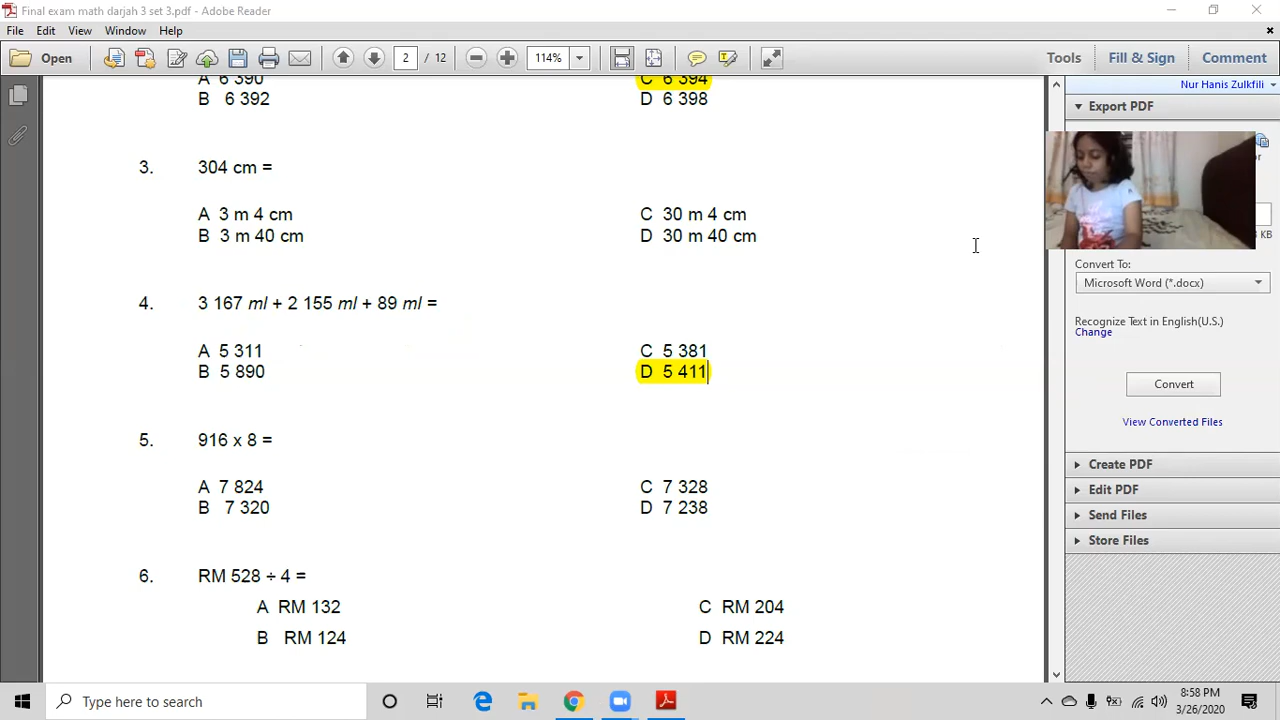 Final exam math darjah 3 set 3.pdf - Adobe Reader
File Edit View Window Help
Open 2 / 12 114% Tools Fill & Sign Comment
A 6 390 C 6 394
B 6 392 D 6 398
3. 304 cm =
A 3 m 4 cm C 30 m 4 cm
B 3 m 40 cm D 30 m 40 cm
4. 3 167 ml + 2 155 ml + 89 ml =
A 5 311 C 5 381
B 5 890 D 5 411
5. 916 x 8 =
A 7 824 C 7 328
B 7 320 D 7 238
6. RM 528 ÷ 4 =
A RM 132 C RM 204
B RM 124 D RM 224
Nur Hanis Zulkfili
Export PDF
KB
Convert To:
Microsoft Word (*.docx)
Recognize Text in English(U.S.)
Change
Convert
View Converted Files
Create PDF
Edit PDF
Send Files
Store Files
Type here to search
8:58 PM
3/26/2020